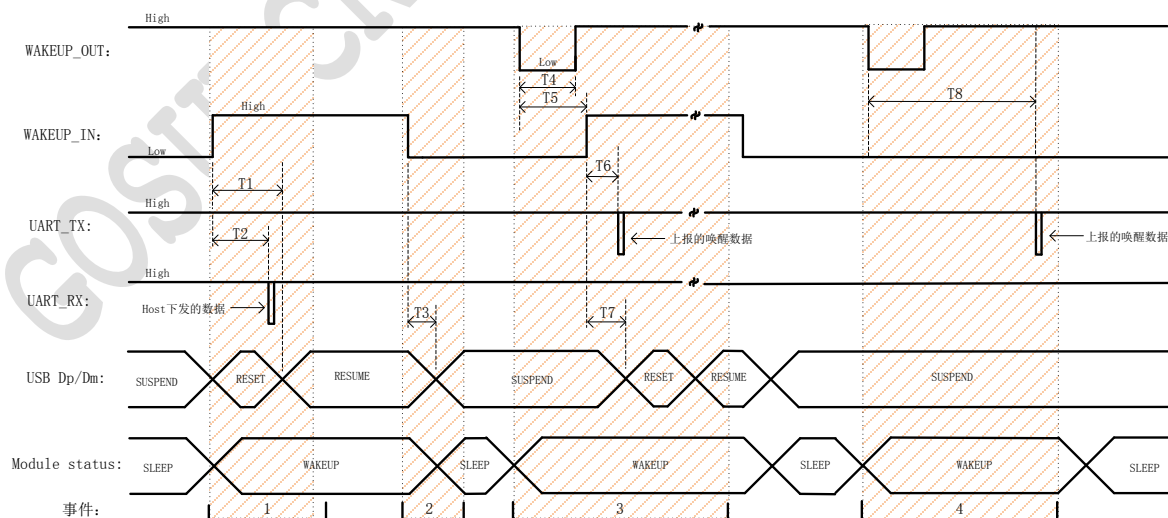 High
WAKEUP_OUT:
Low
T4
T5
T8
High
WAKEUP_IN:
Low
T1
T6
High
UART_TX:
T2
上报的唤醒数据
上报的唤醒数据
High
UART_RX:
Host下发的数据
T3
T7
USB Dp/Dm:
SUSPEND
RESET
RESUME
SUSPEND
RESET
RESUME
SUSPEND
Module status:
SLEEP
WAKEUP
SLEEP
WAKEUP
SLEEP
WAKEUP
SLEEP
事件:
1
2
3
4